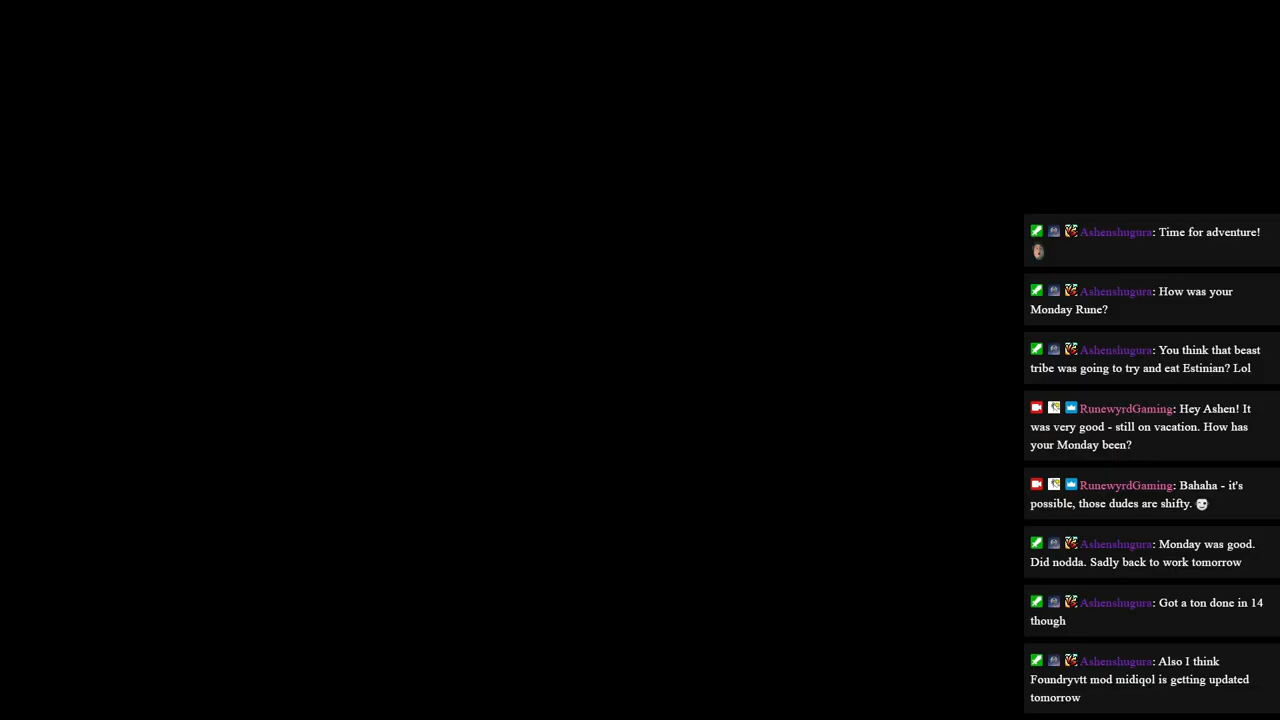 Ashenshugura: Time for adventure!
Ashenshugura: How was your
Monday Rune?
Ashenshugura: You think that beast
tribe was going to try and eat Estinian? Lol
RunewyrdGaming: Hey Ashen! It
was very good - still on vacation. How has
your Monday been?
RunewyrdGaming: Bahaha - it's
possible, those dudes are shifty.
Ashenshugura: Monday was good.
Did nodda. Sadly back to work tomorrow
Ashenshugura: Got a ton done in 14
though
Ashenshugura: Also I think
Foundryvtt mod midiqol is getting updated
tomorrow